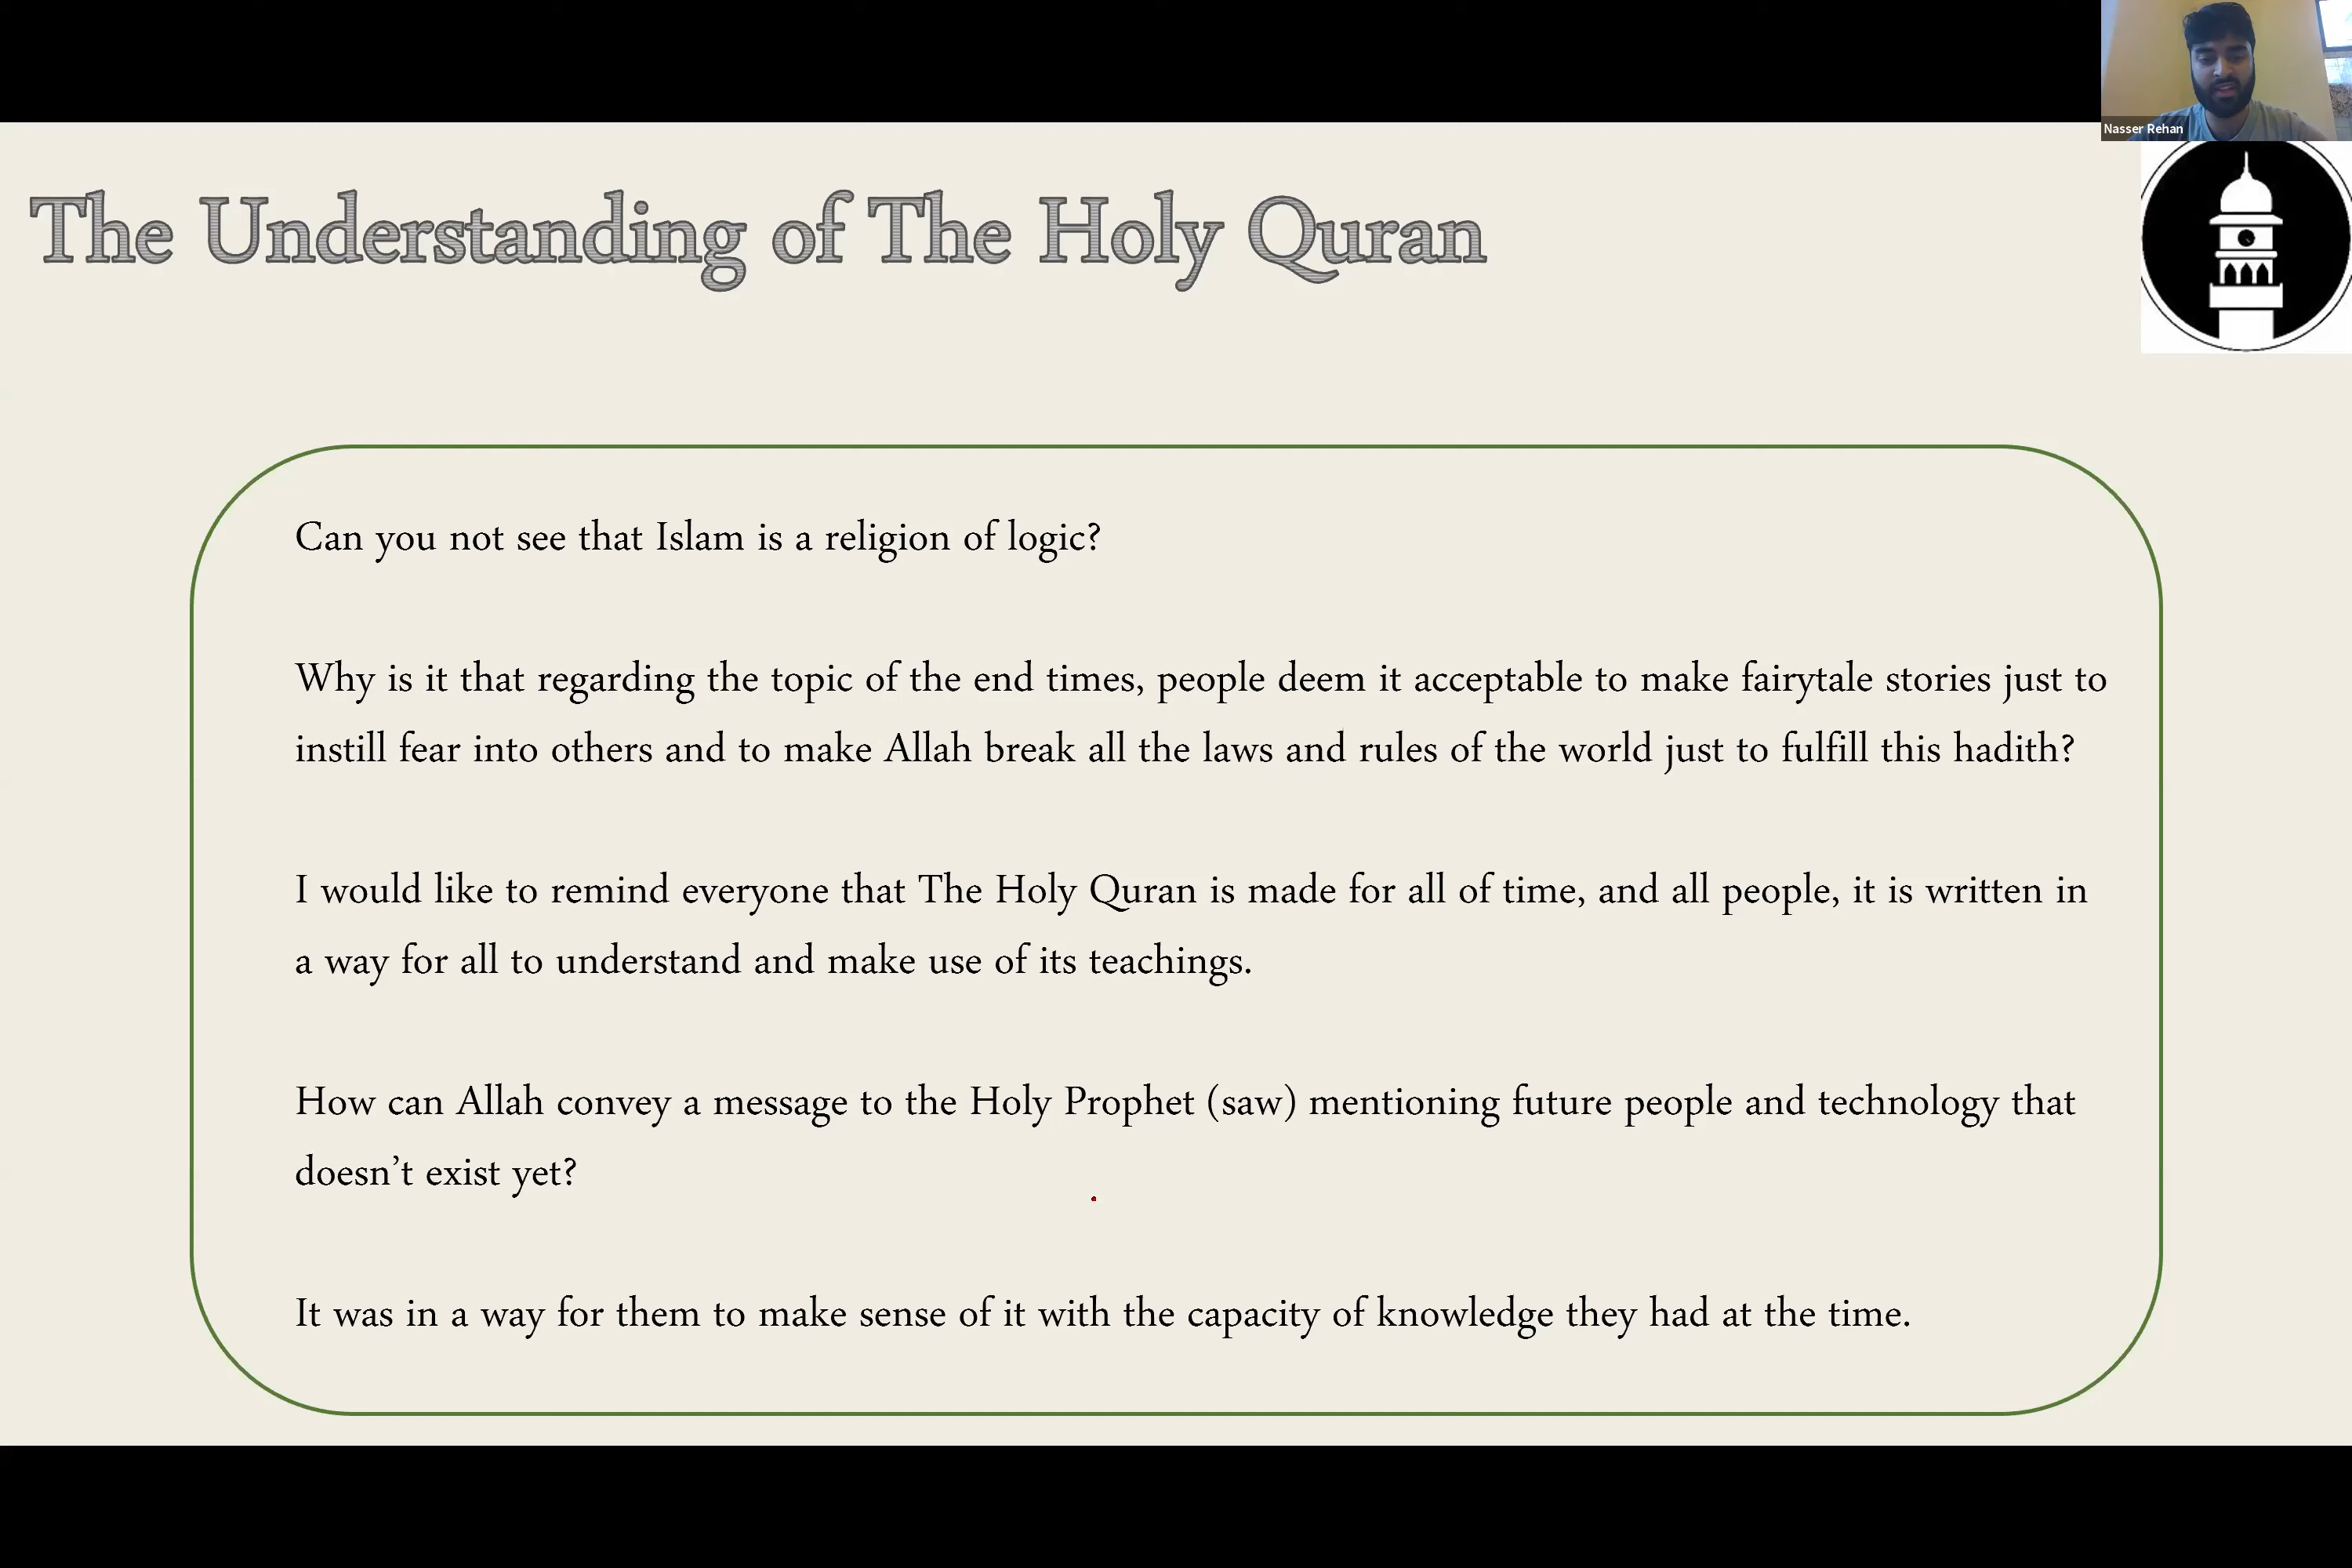 Nasser Rehan
The Understanding of The Holy Quran
Can you not see that Islam is a religion of logic?
Why is it that regarding the topic of the end times, people deem it acceptable to make fairytale stories just to
instill fear into others and to make Allah break all the laws and rules of the world just to fulfill this hadith?
I would like to remind everyone that The Holy Quran is made for all of time, and all people, it is written in
a way for all to understand and make use of its teachings.
How can Allah convey a message to the Holy Prophet (saw) mentioning future people and technology that
doesn’t exist yet?
It was in a way for them to make sense of it with the capacity of knowledge they had at the time.